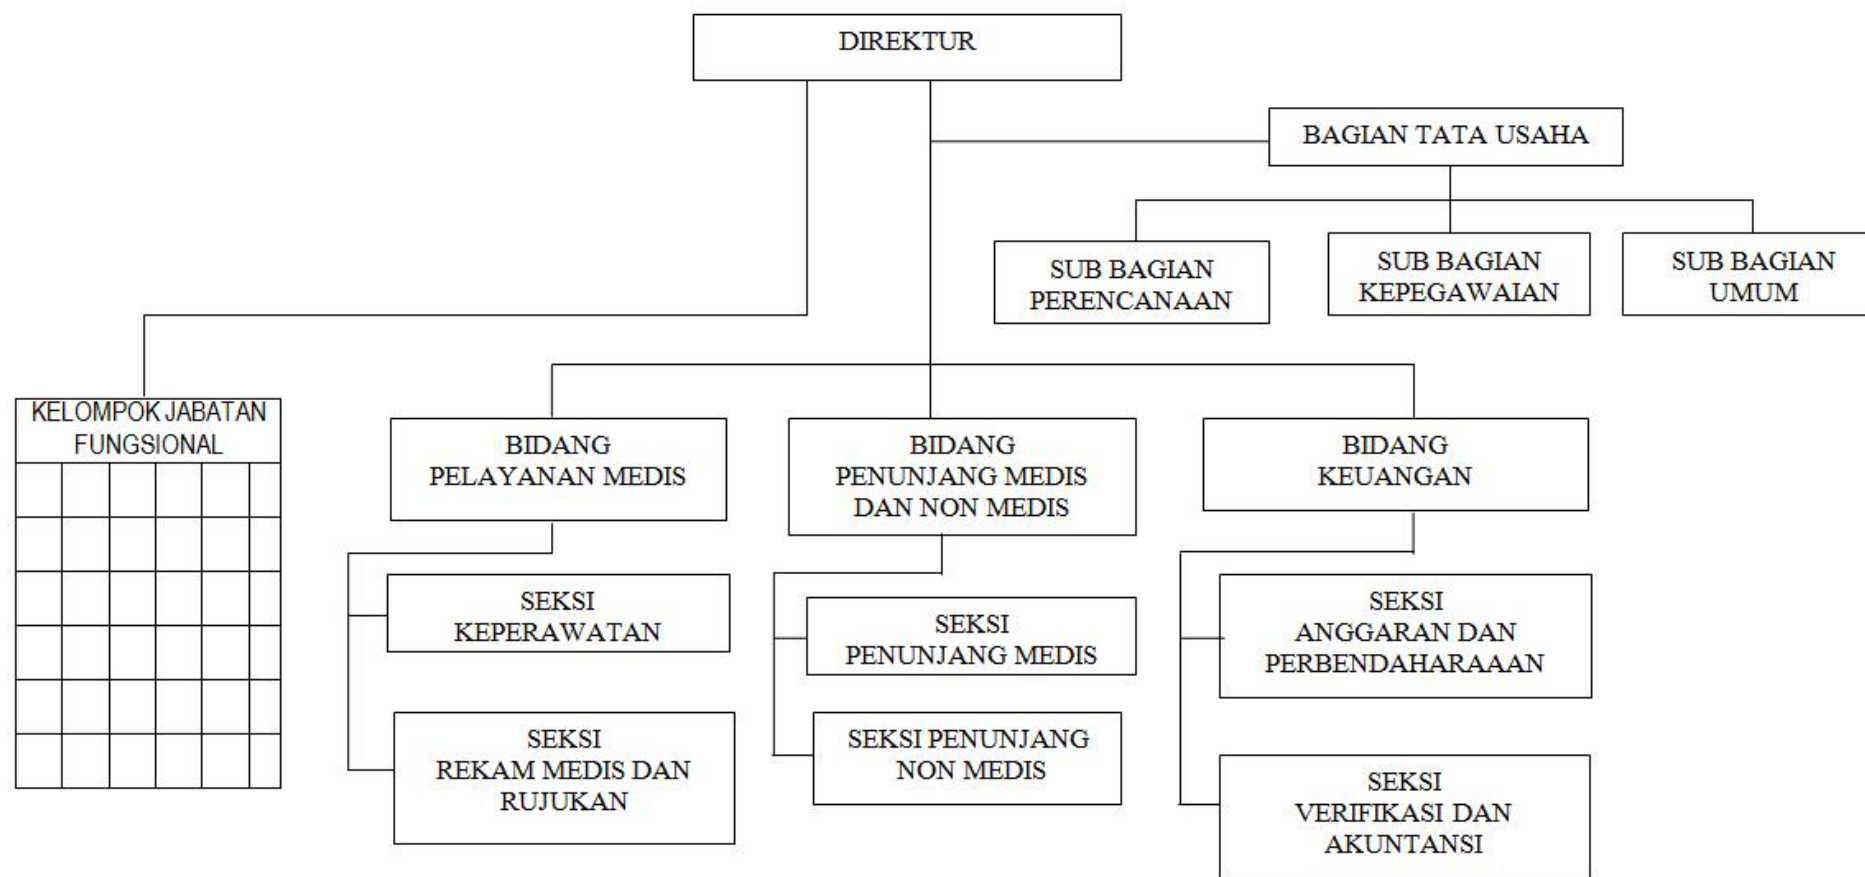 DIREKTUR
BAGIAN TATA USAHA
SUB BAGIAN
PERENCANAAN
SUB BAGIAN
KEPEGAWAIAN
SUB BAGIAN
UMUM
KELOMPOK JABATAN
FUNGSIONAL
BIDANG
PELAYANAN MEDIS
BIDANG
PENUNJANG MEDIS
DAN NON MEDIS
BIDANG
KEUANGAN
SEKSI
KEPERAWATAN
SEKSI
REKAM MEDIS DAN
RUJUKAN
SEKSI
PENUNJANG MEDIS
SEKSI PENUNJANG
NON MEDIS
SEKSI
ANGGARAN DAN
PERBENDAHARAAAN
SEKSI
VERIFIKASI DAN
AKUNTANSI